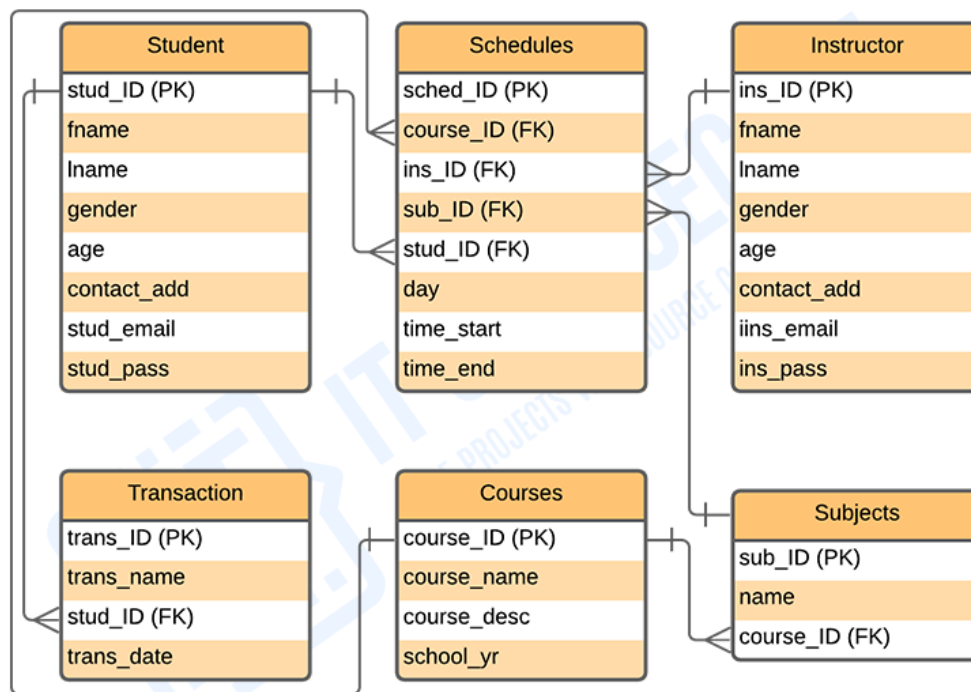 Student
stud_ID (PK)
fname
lname
gender
age
contact_add
stud_email
stud_pass
Schedules
sched_ID (PK)
course_ID (FK)
ins_ID (FK)
sub_ID (FK)
stud_ID (FK)
day
time_start
time_end
Instructor
ins_ID (PK)
fname
lname
gender
age
contact_add
iins_email
ins_pass
Transaction
trans_ID (PK)
trans_name
stud_ID (FK)
trans_date
Courses
course_ID (PK)
course_name
course_desc
school_yr
Subjects
sub_ID (PK)
name
course_ID (FK)
IT
PROJECTS